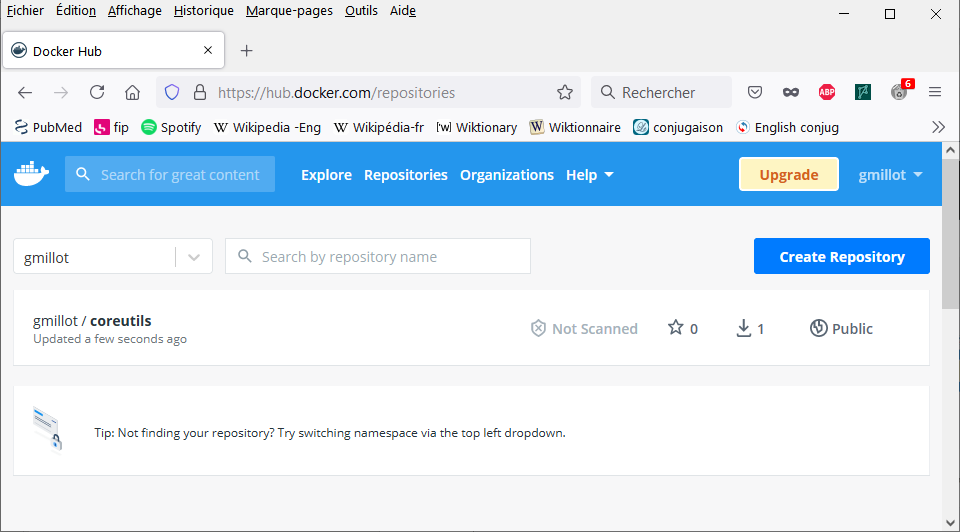 Fichier Édition Affichage Historique Marque-pages Outils Aide
Docker Hub
https://hub.docker.com/repositories Rechercher ABP 6
PubMed fip Spotify W Wikipedia -Eng W Wikipédia-fr ['w] Wiktionary W Wiktionnaire conjugaison English conjug
Search for great content Explore Repositories Organizations Help Upgrade gmillot
gmillot Search by repository name Create Repository
gmillot / coreutils
Updated a few seconds ago
Not Scanned 0 1 Public
Tip: Not finding your repository? Try switching namespace via the top left dropdown.